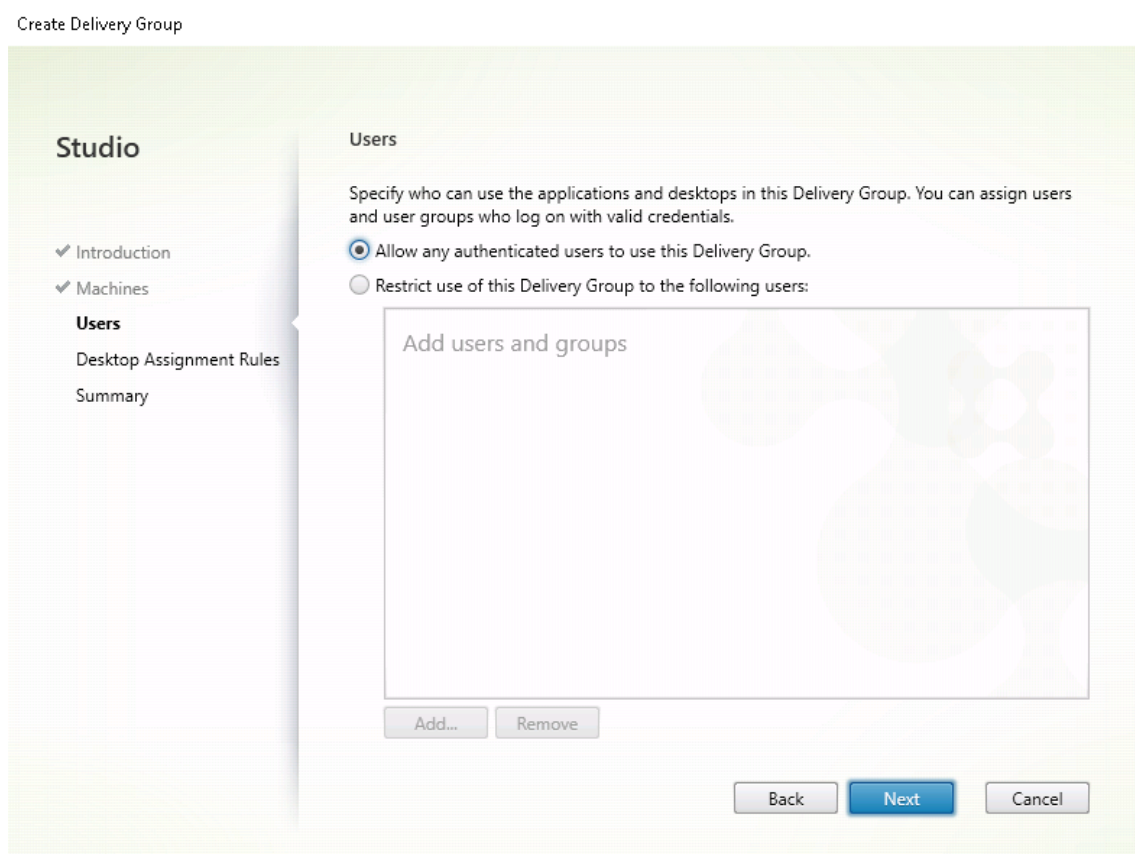 Create Delivery Group
Studio
Introduction
Machines
Users
Desktop Assignment Rules
Summary
Users
Specify who can use the applications and desktops in this Delivery Group. You can assign users
and user groups who log on with valid credentials.
Allow any authenticated users to use this Delivery Group.
Restrict use of this Delivery Group to the following users:
Add users and groups
Add...
Remove
Back
Next
Cancel